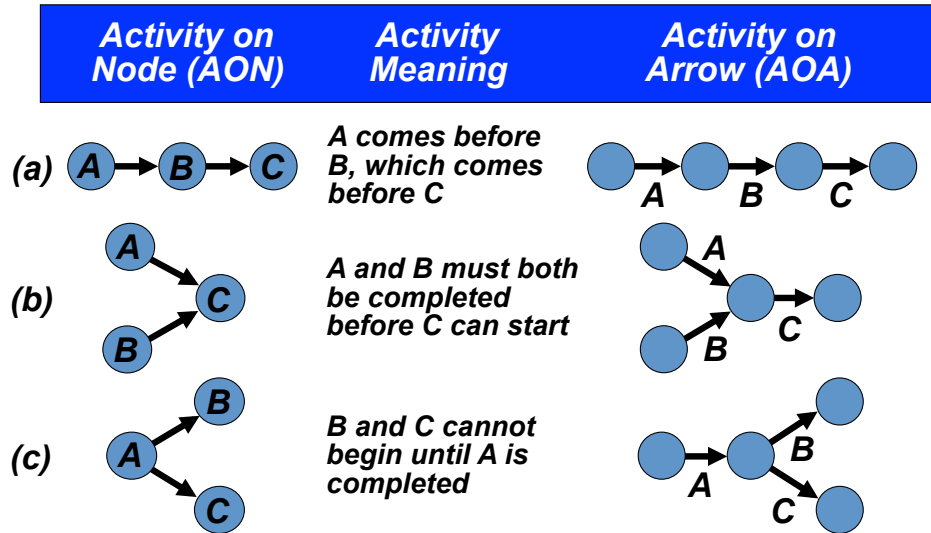 Activity on
Node (AON)
Activity
Meaning
Activity on
Arrow (AOA)
(a)
A
B
C
A comes before
B, which comes
before C
A
B
C
(b)
A
B
C
A and B must both
be completed
before C can start
A
B
C
(c)
A
B
C
B and C cannot
begin until A is
completed
A
B
C